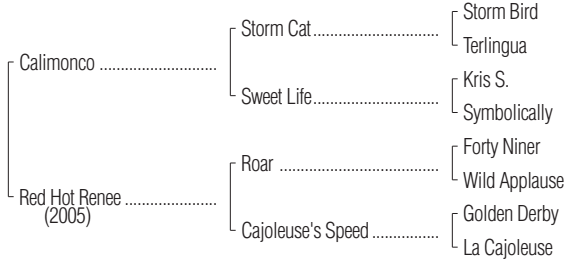 Storm Bird
Storm Cat
Terlingua
Calimonco
Kris S.
Sweet Life
Symbolically
Forty Niner
Roar
Wild Applause
Red Hot Renee
(2005)
Golden Derby
Cajoleuse's Speed
La Cajoleuse